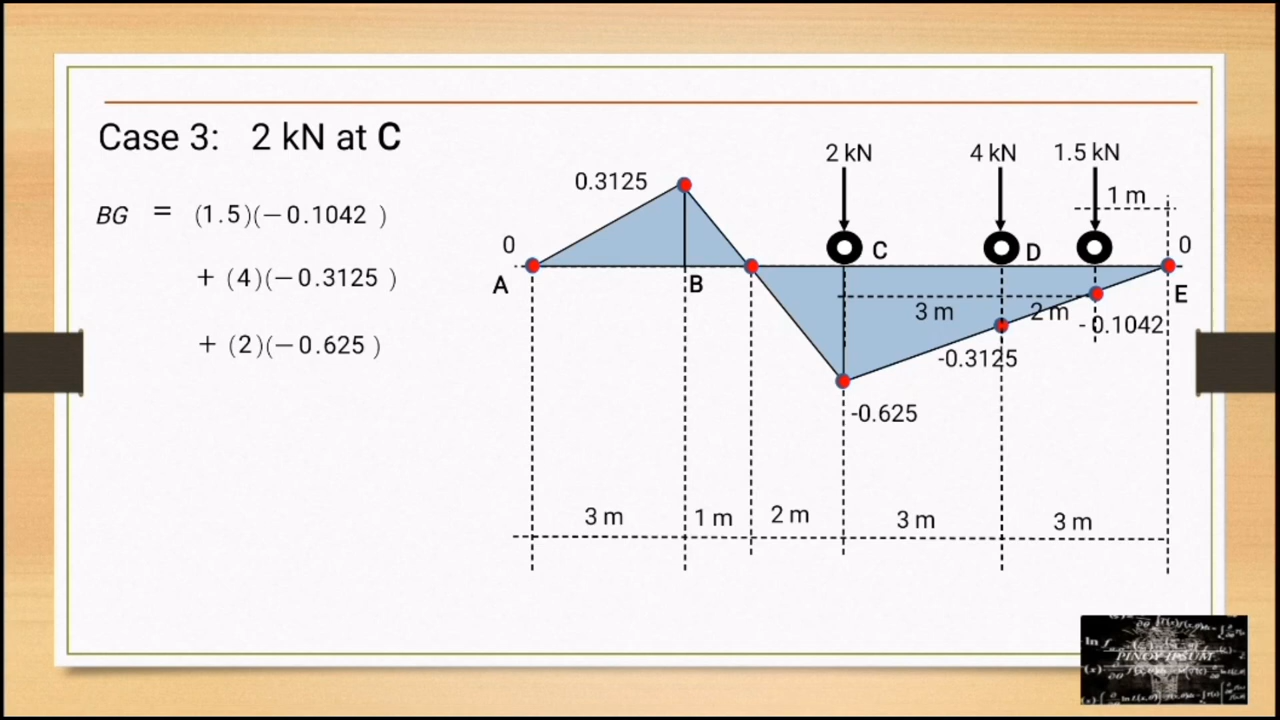 Case 3: 2 kN at C
BG = (1.5)(−0.1042 )
+ (4)(−0.3125 )
+ (2)(−0.625 )
2 kN 4 kN 1.5 kN
0.3125
1 m
0
C
D
0
A
B
E
3 m
2 m
- 0.1042
-0.3125
-0.625
3 m
1 m
2 m
3 m
3 m
PINOY IPSUM